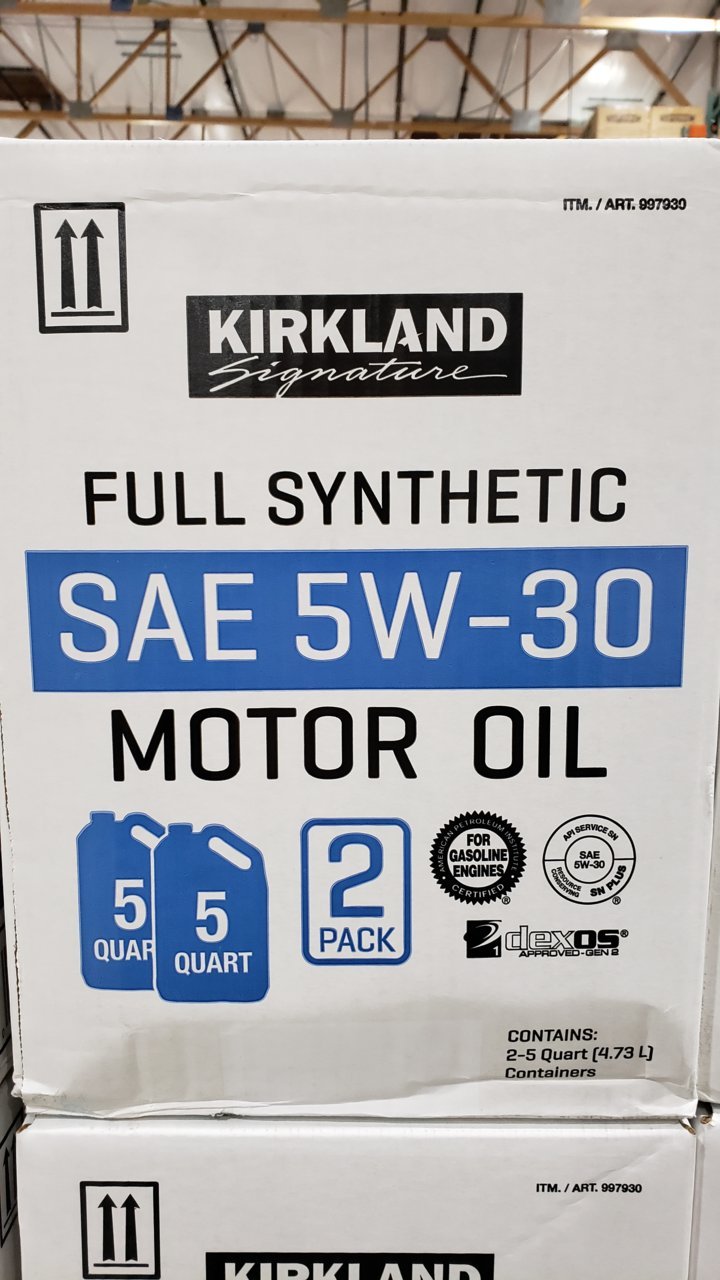 ITM. / ART. 997930
KIRKLAND
Signature
FULL SYNTHETIC
SAE 5W-30
MOTOR OIL
5
QUAR
5
QUART
2
PACK
AMERICAN PETROLEUM INSTITUTE
FOR
GASOLINE
ENGINES
CERTIFIED
®
API SERVICE SN
SAE
5W-30
RESOURCE
CONSERVING
SN PLUS
®
1 dexos®
APPROVED-GEN 2
CONTAINS:
2-5 Quart (4.73 L)
Containers
ITM. / ART. 997930
KIRKLAND